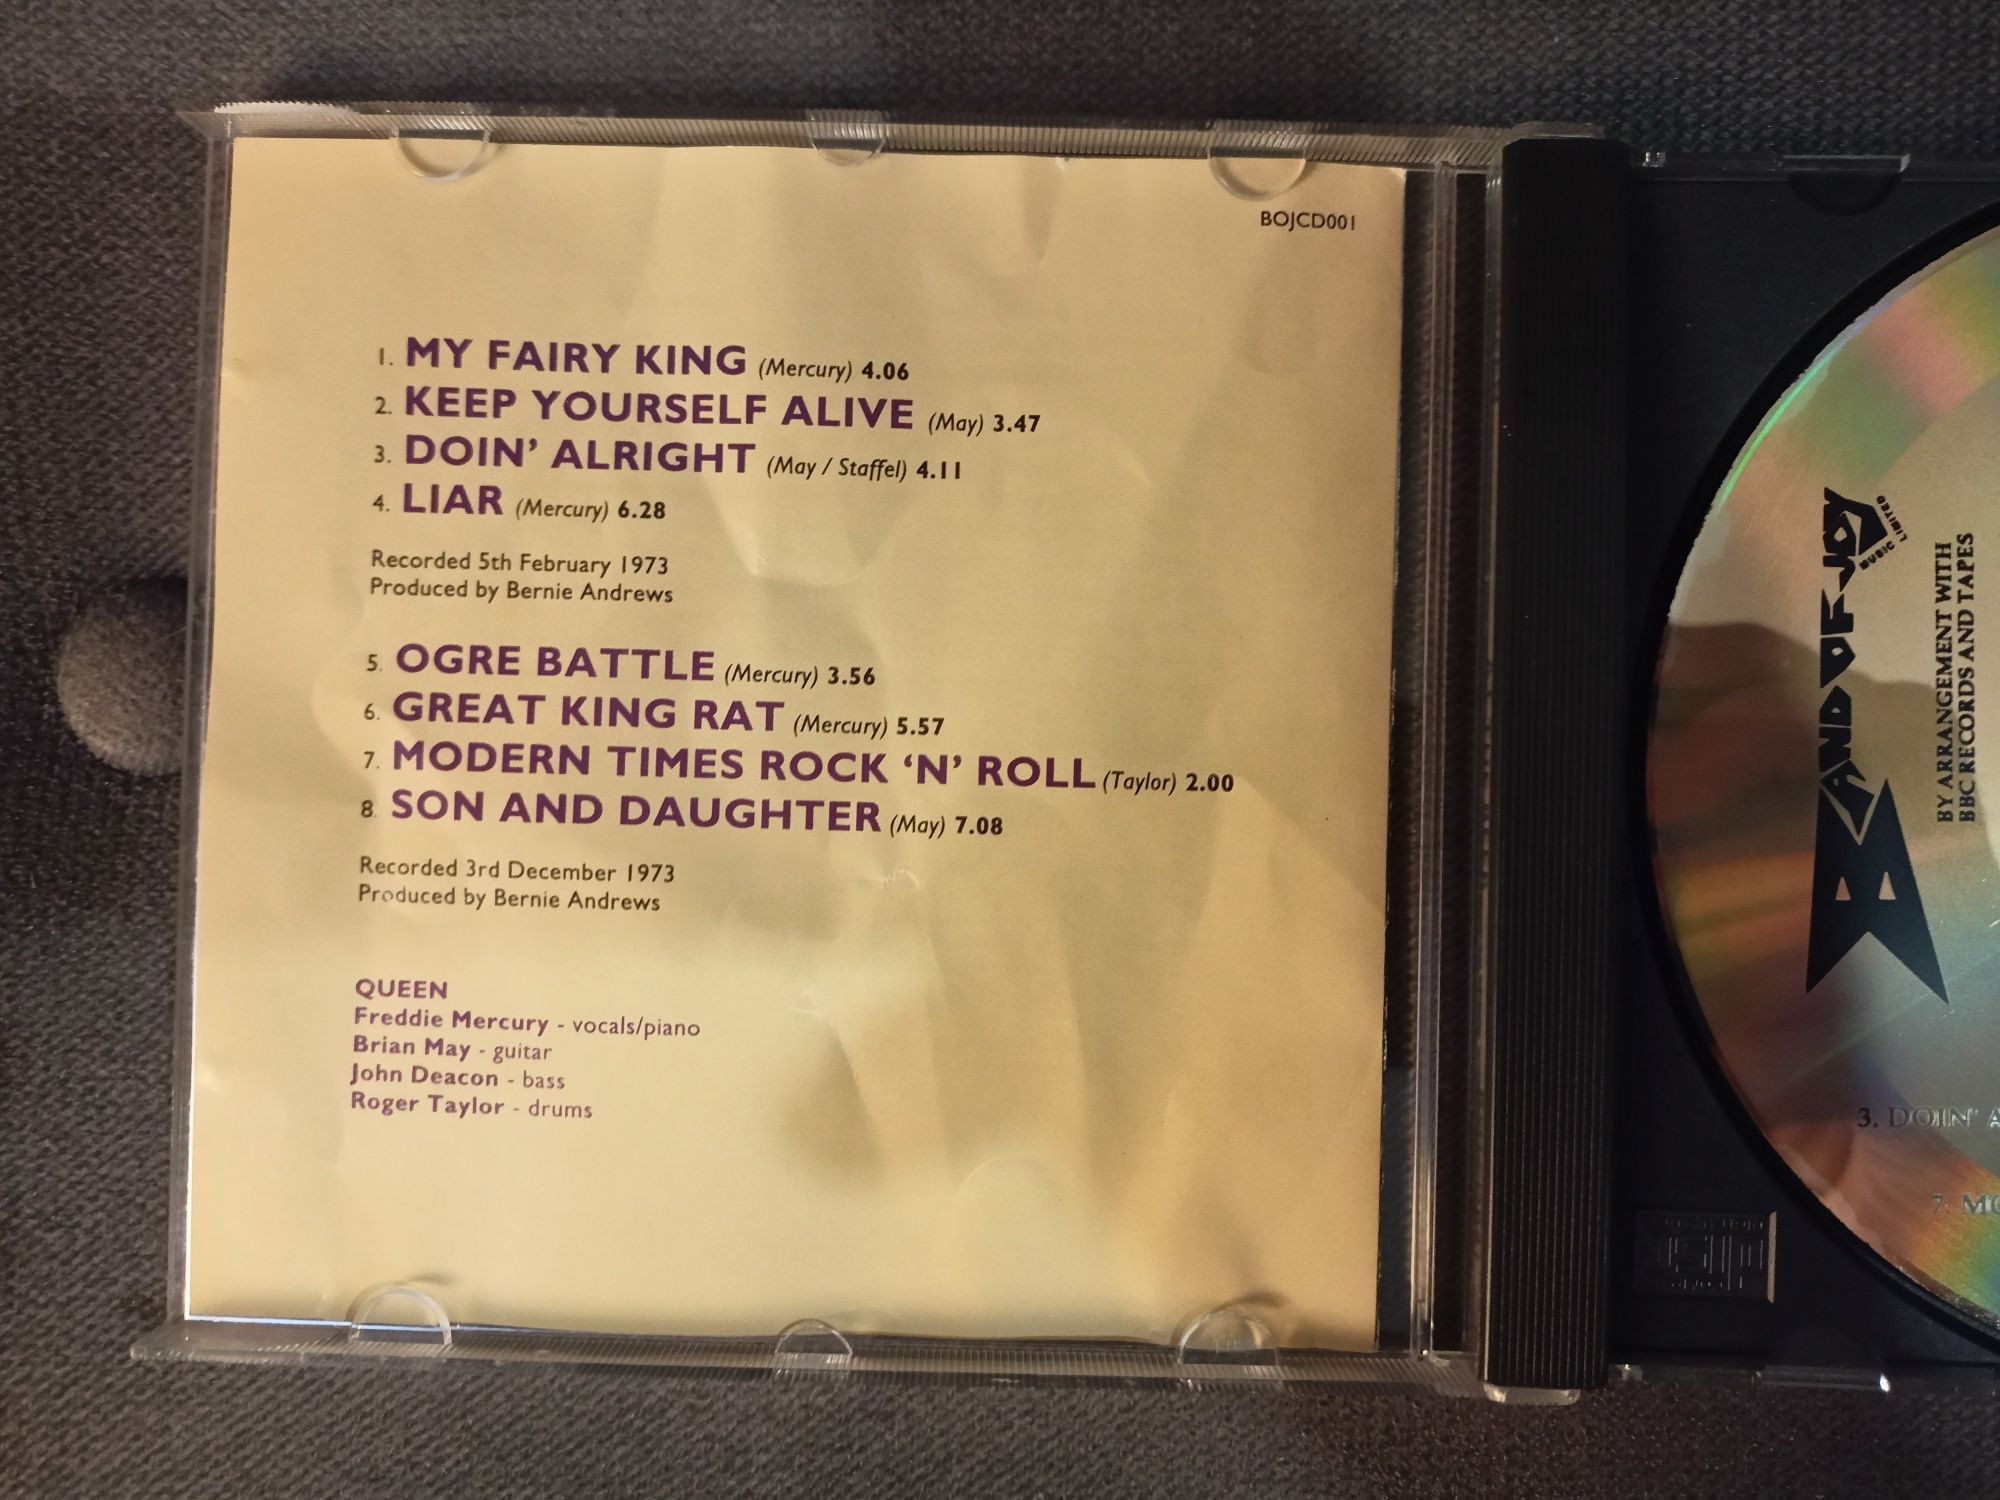 BOJCD001
1. MY FAIRY KING (Mercury) 4.06
2. KEEP YOURSELF ALIVE (May) 3.47
3. DOIN' ALRIGHT (May / Staffel) 4.11
4. LIAR (Mercury) 6.28
Recorded 5th February 1973
Produced by Bernie Andrews
5. OGRE BATTLE (Mercury) 3.56
6. GREAT KING RAT (Mercury) 5.57
7. MODERN TIMES ROCK 'N' ROLL (Taylor) 2.00
8. SON AND DAUGHTER (May) 7.08
Recorded 3rd December 1973
Produced by Bernie Andrews
QUEEN
Freddie Mercury - vocals/piano
Brian May - guitar
John Deacon - bass
Roger Taylor - drums
BAND OF JOY
MUSIC LIMITED
BY ARRANGEMENT WITH
BBC RECORDS AND TAPES
3. DOIN'
7.